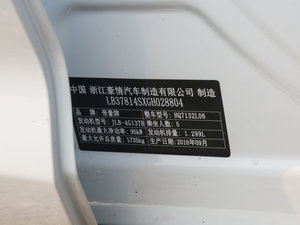 中国 浙江豪情汽车制造有限公司 制造
LB37814SXGH028804
品牌：帝豪牌 整车型号：HQ7132L06
发动机型号：JLB-4G13TB 乘坐人数：5
发动机最大净功率：95kW 发动机排量：1.299L
最大允许总质量：1735kg 生产日期：2016年09月